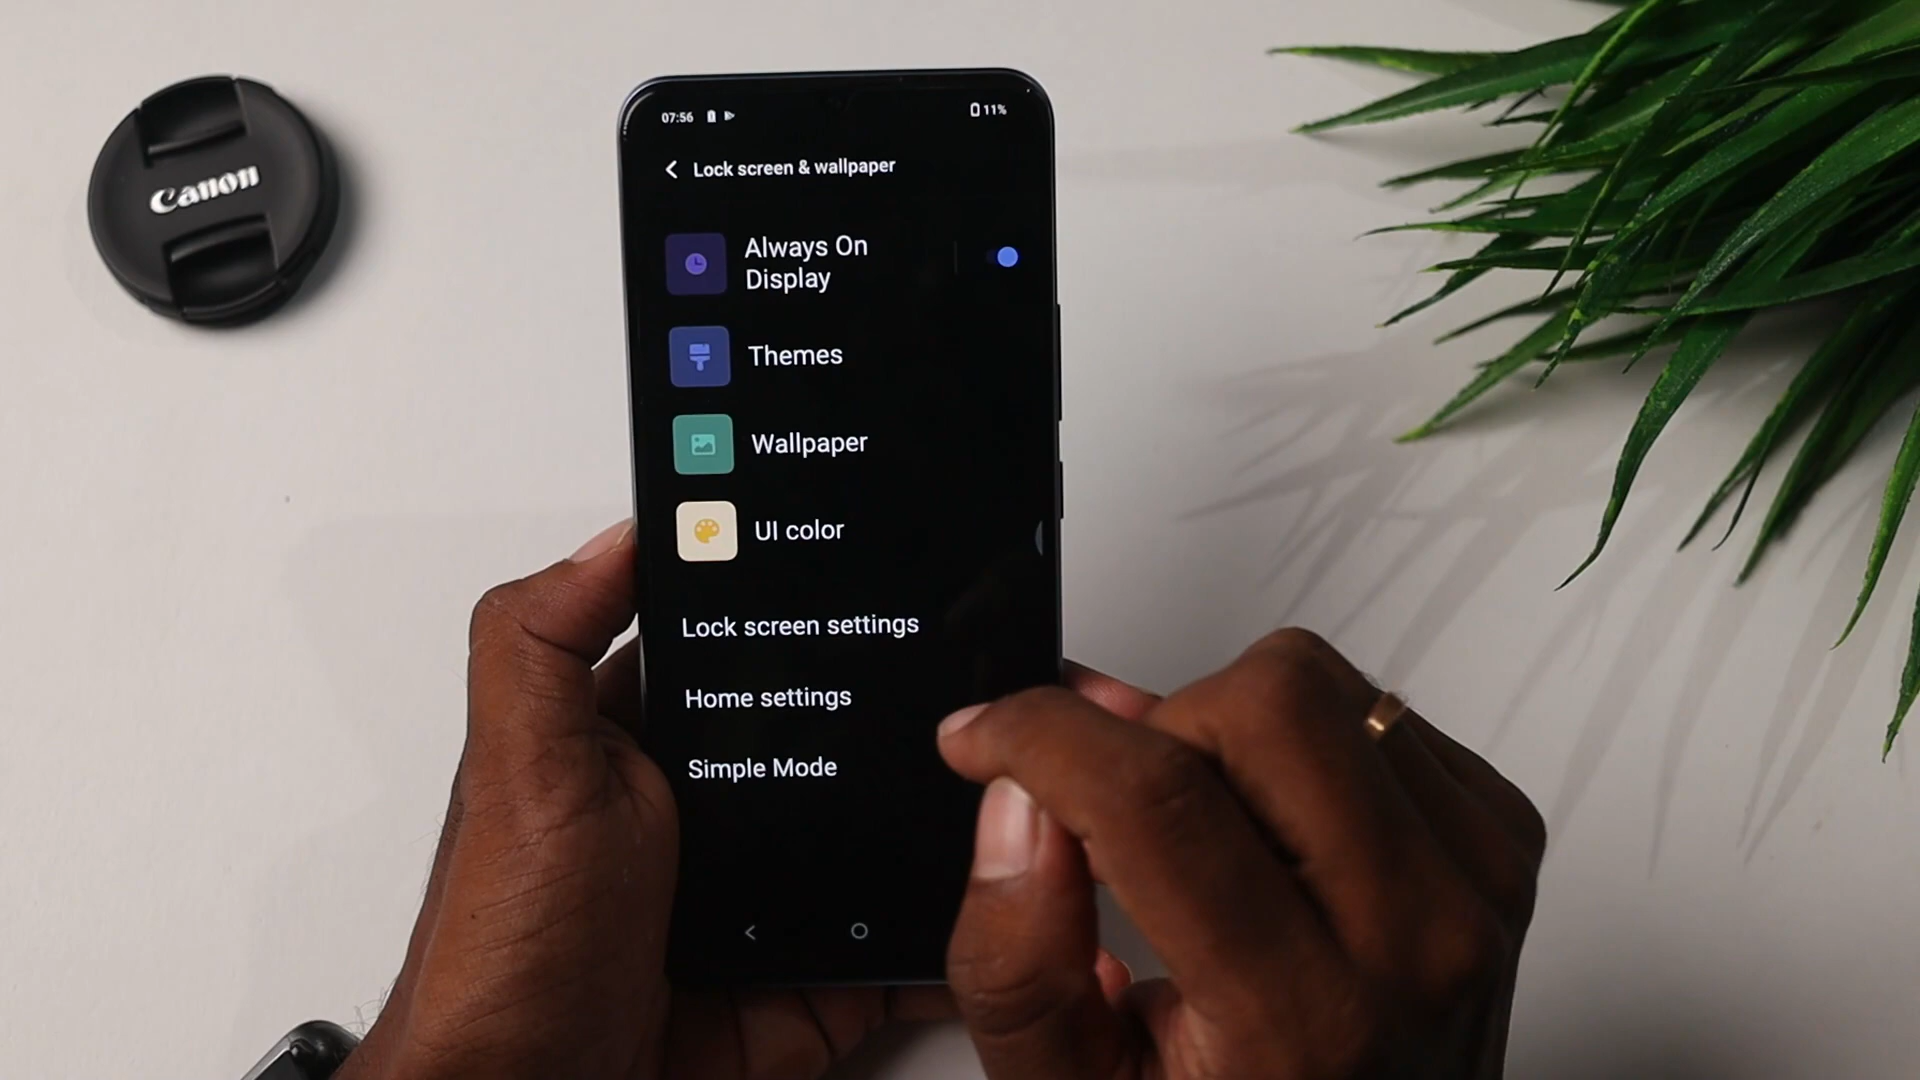 Canon
07:56
11%
Lock screen & wallpaper
Always On
Display
Themes
Wallpaper
UI color
Lock screen settings
Home settings
Simple Mode